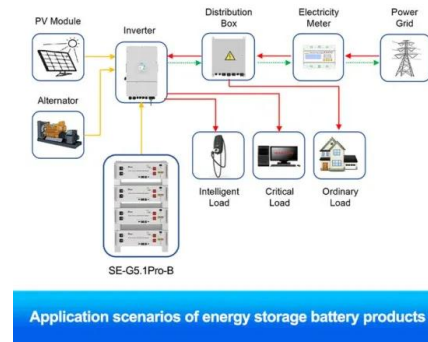 PV Module
Inverter
Distribution
Box
Electricity
Meter
Power
Grid
Alternator
Intelligent
Load
Critical
Load
Ordinary
Load
SE-G5.1Pro-B
Application scenarios of energy storage battery products